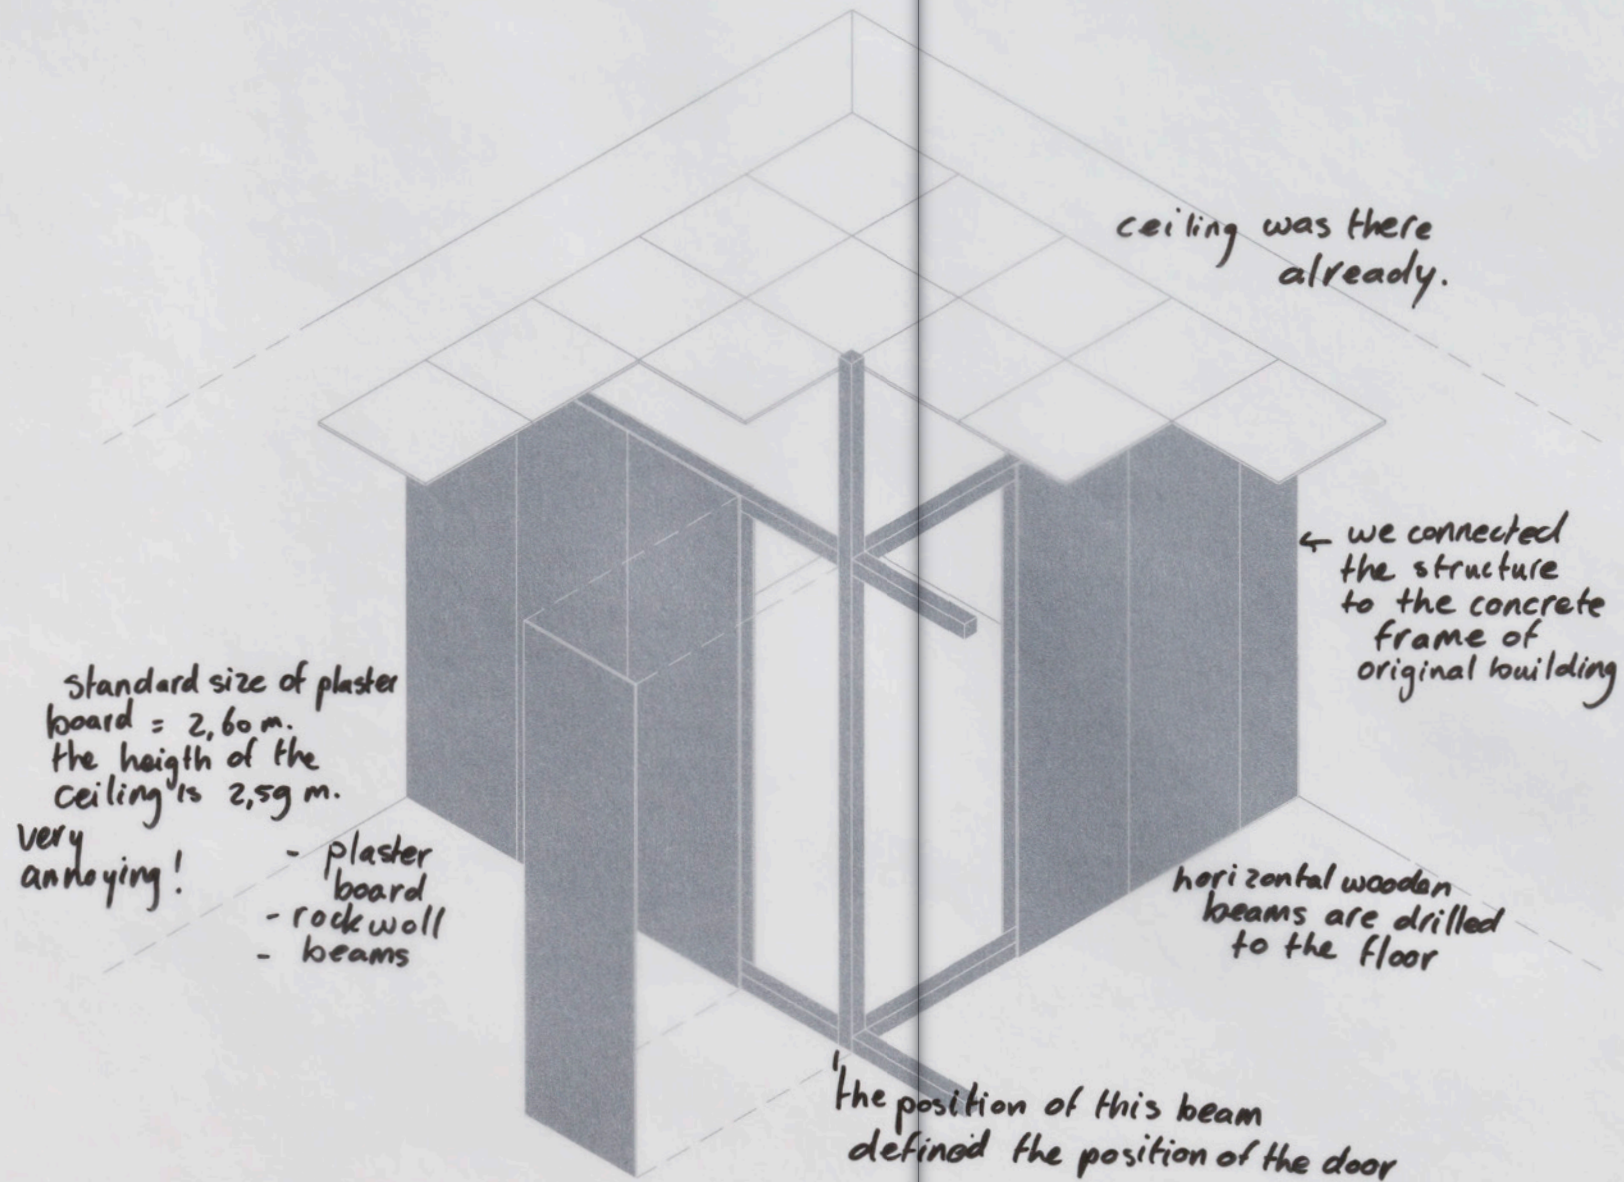 ceiling was there
already.
← we connected
the structure
to the concrete
frame of
original building
standard size of plaster
board = 2,60 m.
the heigth of the
ceiling is 2,59 m.
very
annoying!
- plaster
board
- rockwoll
- beams
horizontal wooden
beams are drilled
to the floor
the position of this beam
defined the position of the door